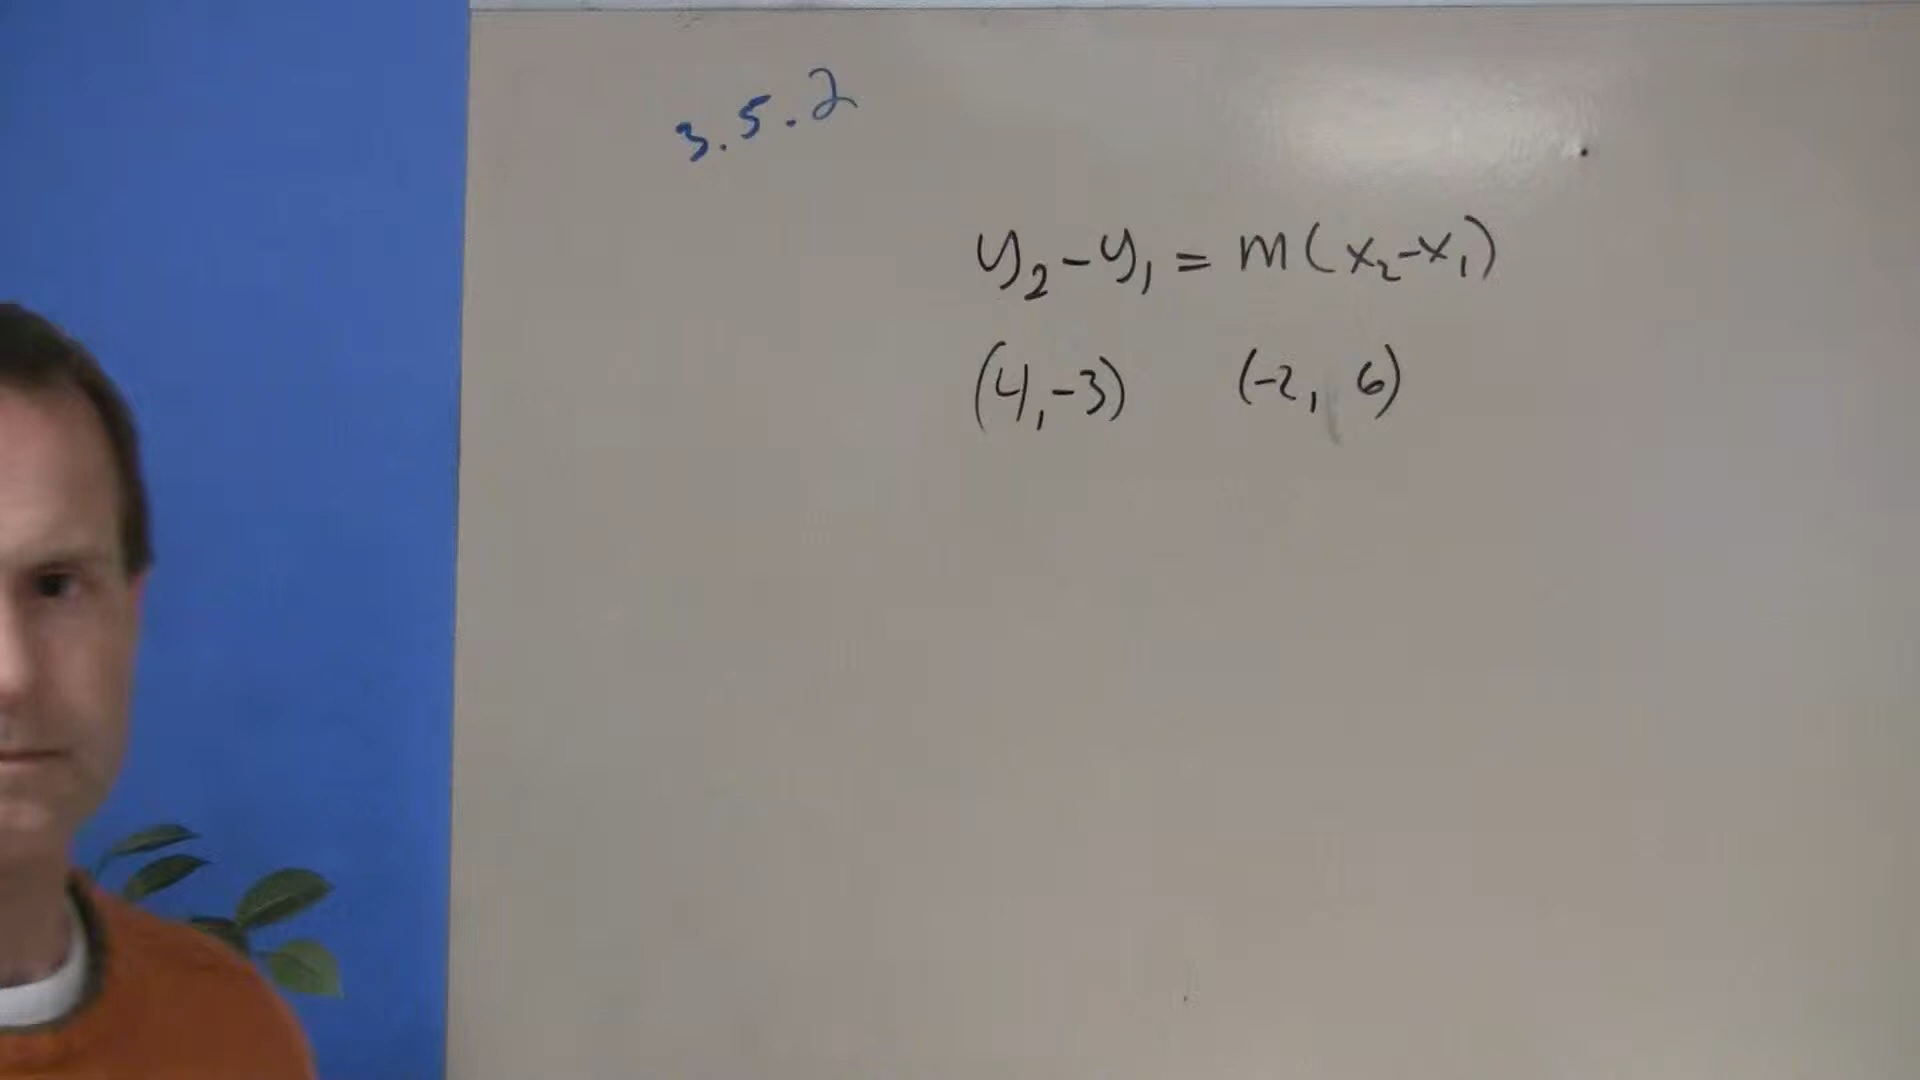 3.5.2
y₂-y₁ = m(x₂-x₁)
(4,-3) (-2, 6)